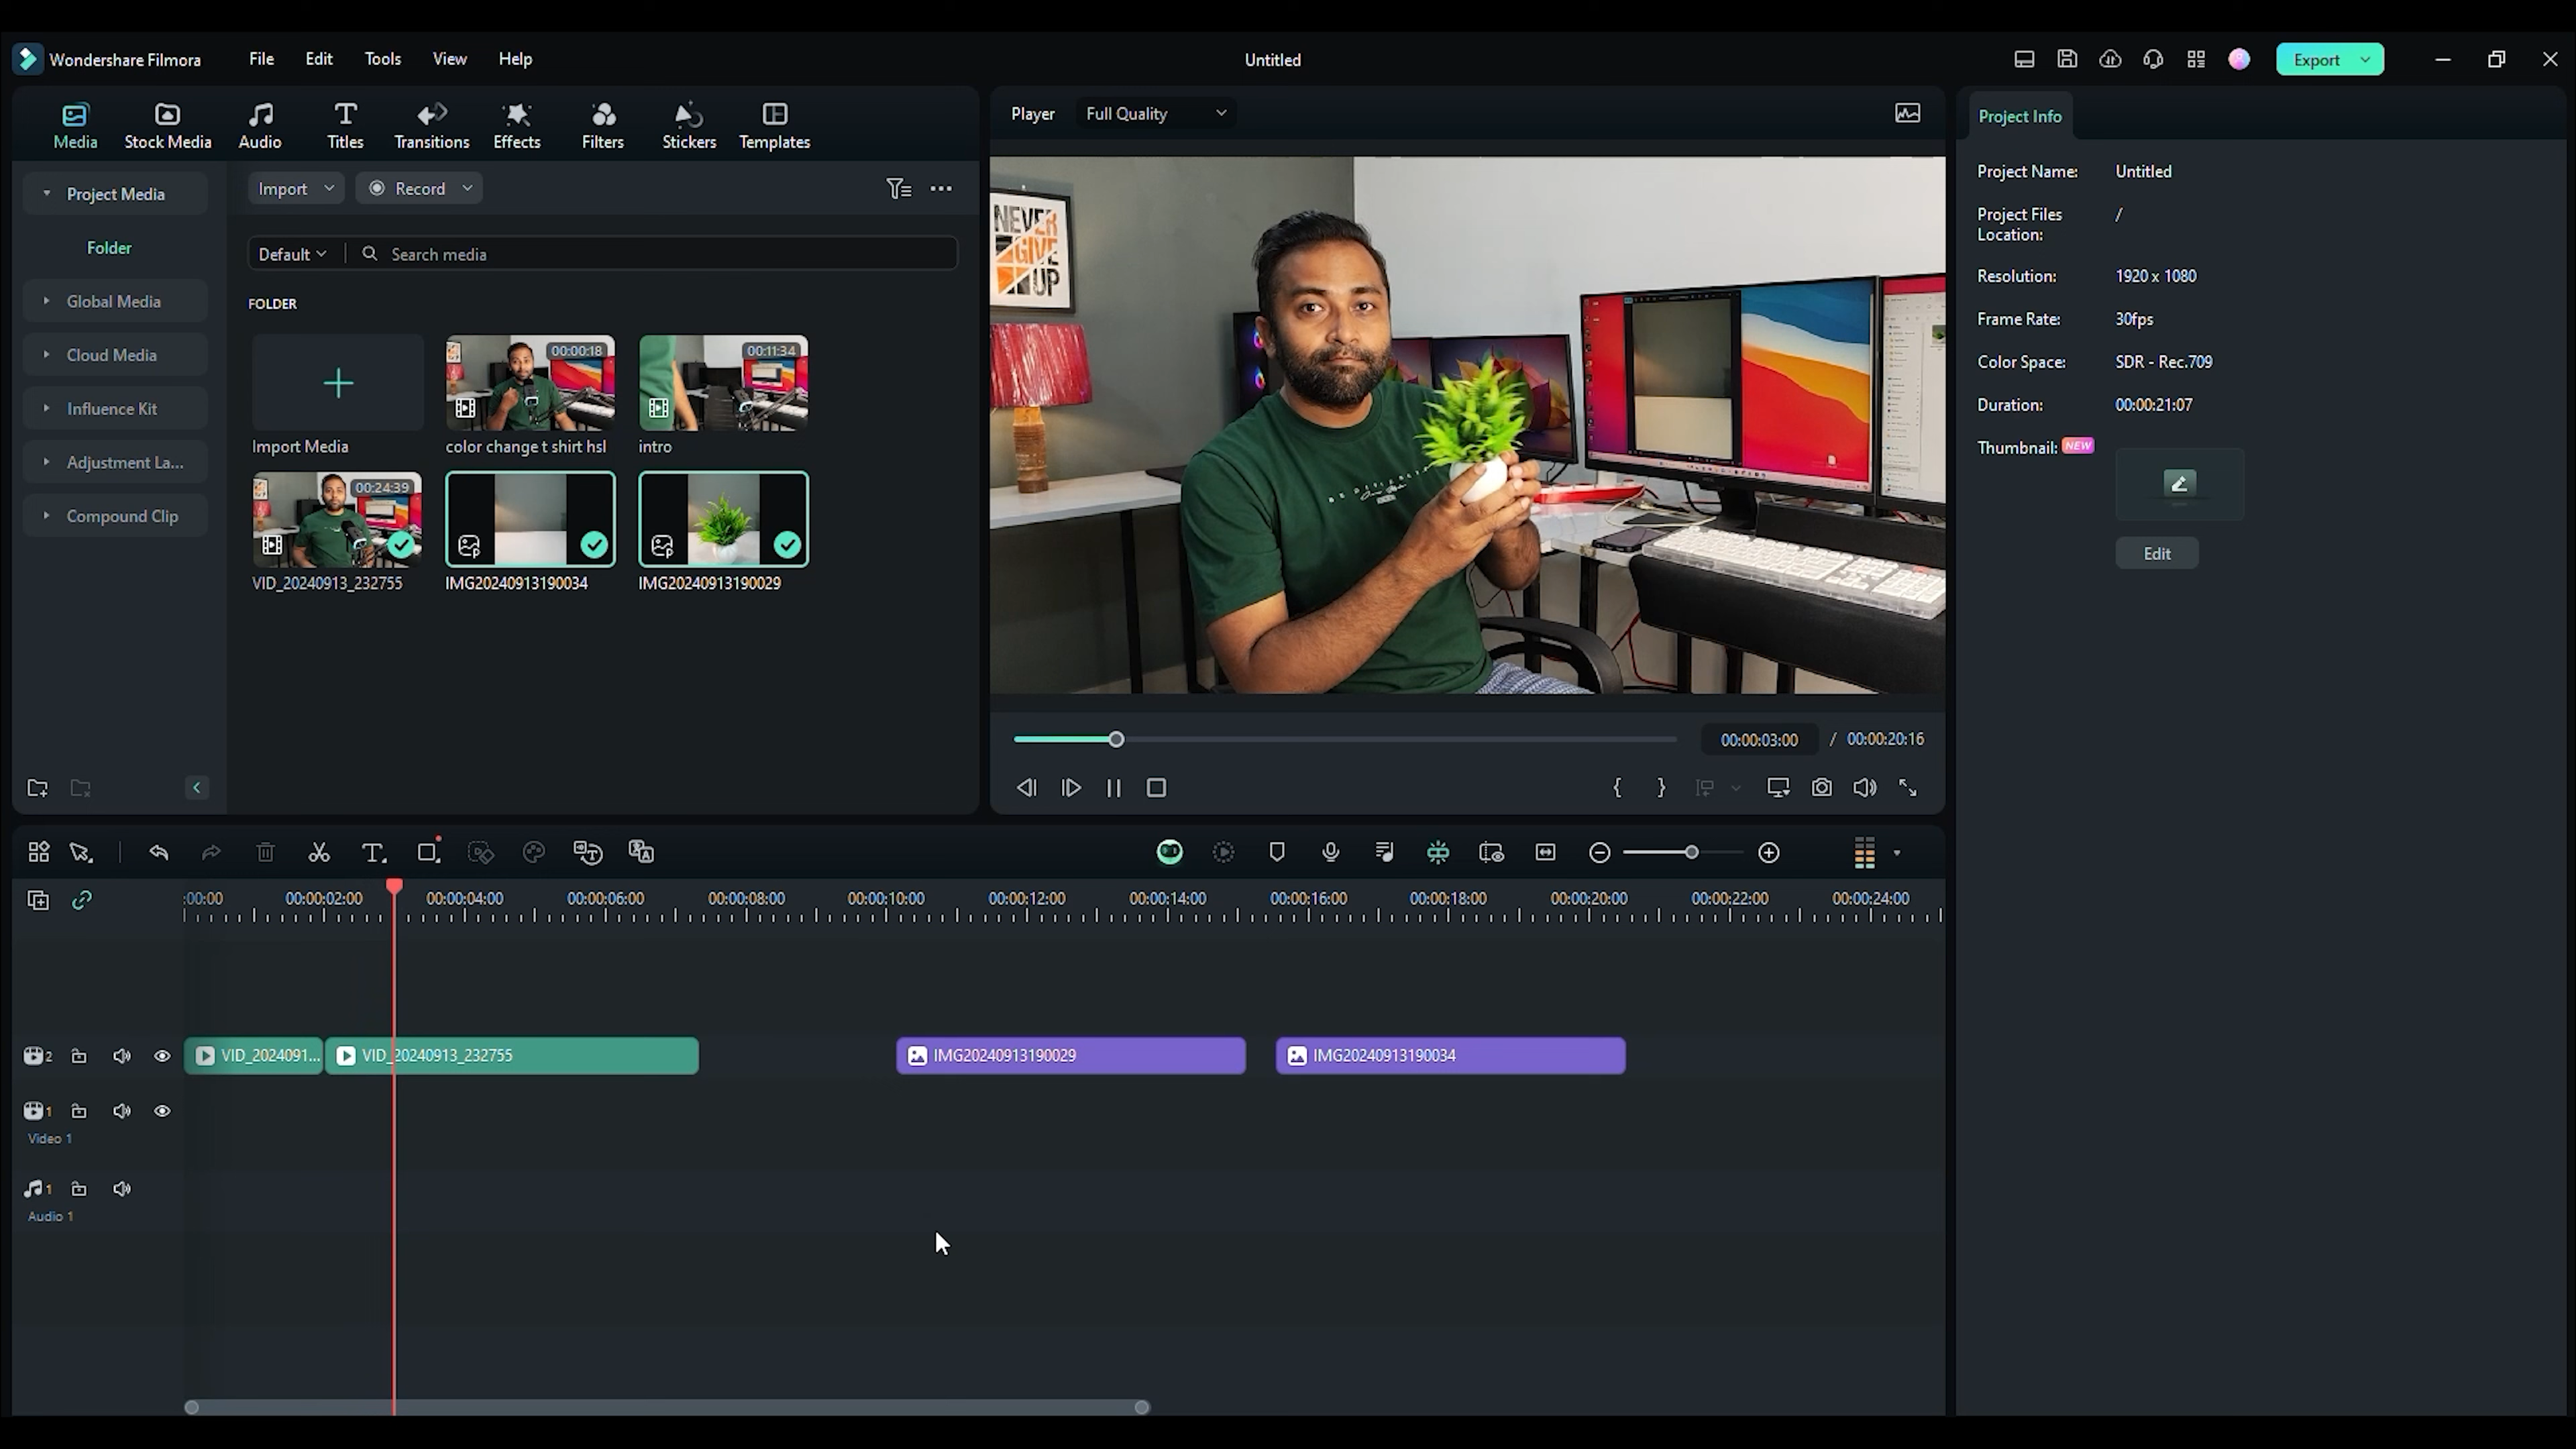 Wondershare Filmora File Edit Tools View Help Untitled Export
Media Stock Media Audio Titles Transitions Effects Filters Stickers Templates
Project Media
Folder
Global Media
Cloud Media
Influence Kit
Adjustment La...
Compound Clip
Import Record
Default Search media
FOLDER
00:00:18 00:11:34
Import Media color change t shirt hsl intro
00:24:39
VID_20240913_232755 IMG20240913190034 IMG20240913190029
Player Full Quality
NEVER
GIVE
UP
00:00:03:00 / 00:00:20:16
Project Info
Project Name: Untitled
Project Files Location: /
Resolution: 1920 x 1080
Frame Rate: 30fps
Color Space: SDR - Rec.709
Duration: 00:00:21:07
Thumbnail: NEW
Edit
:00:00 00:00:02:00 00:00:04:00 00:00:06:00 00:00:08:00 00:00:10:00 00:00:12:00 00:00:14:00 00:00:16:00 00:00:18:00 00:00:20:00 00:00:22:00 00:00:24:00
2 VID_2024091... VID_20240913_232755 IMG20240913190029 IMG20240913190034
1
Video 1
1
Audio 1